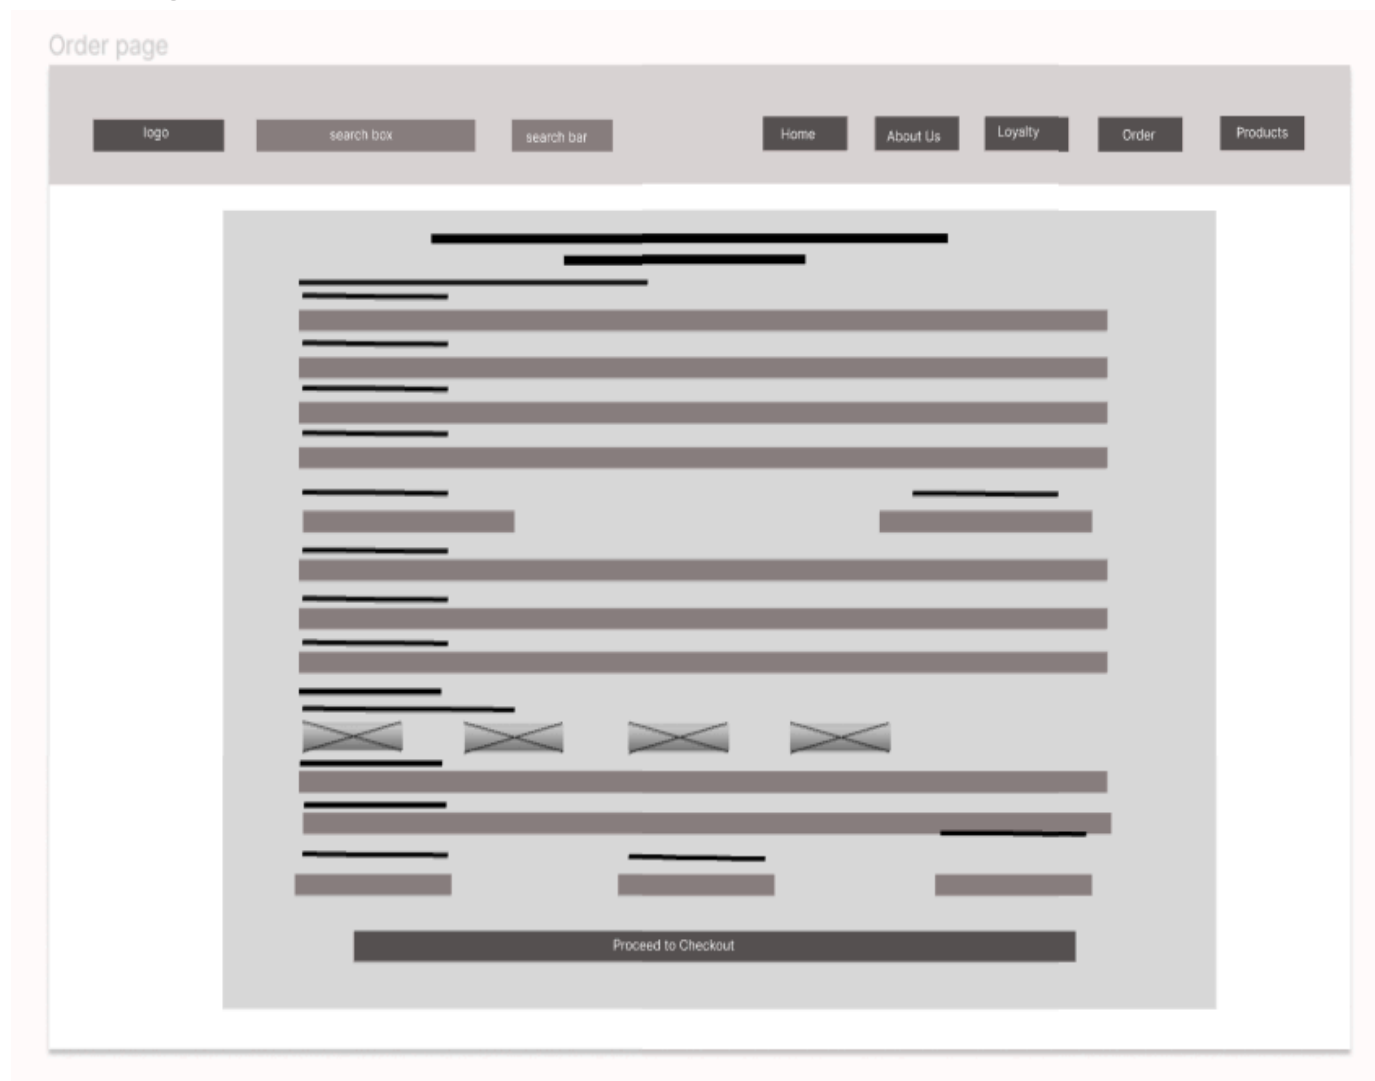 Order page
logo
search box
search bar
Home
About Us
Loyalty
Order
Products
Proceed to Checkout